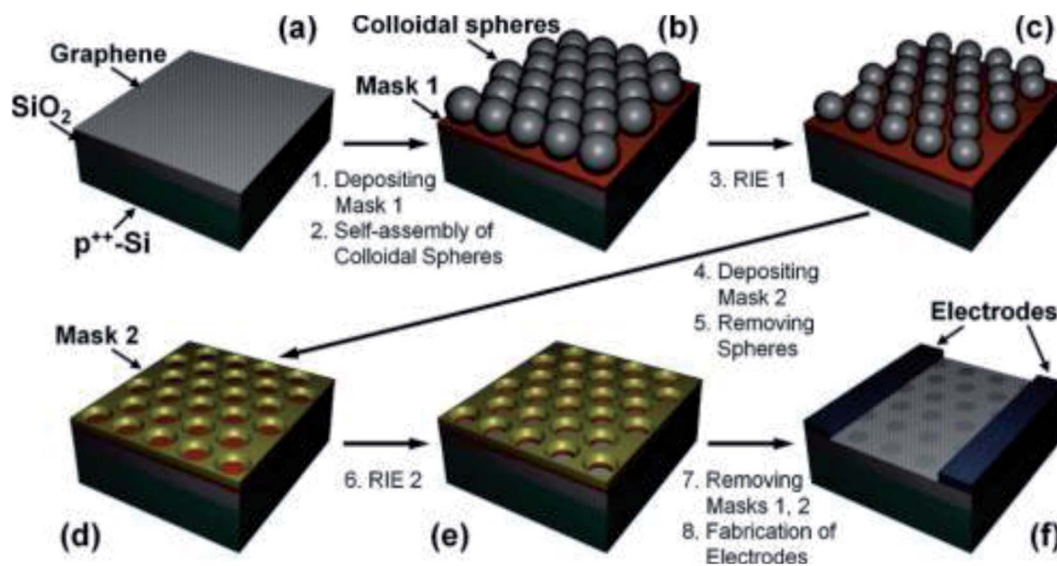 (a)
Graphene
SiO₂
p⁺⁺-Si
1. Depositing
Mask 1
2. Self-assembly of
Colloidal Spheres
(b)
Colloidal spheres
Mask 1
3. RIE 1
(c)
4. Depositing
Mask 2
5. Removing
Spheres
Mask 2
(d)
6. RIE 2
(e)
7. Removing
Masks 1, 2
8. Fabrication of
Electrodes
Electrodes
(f)